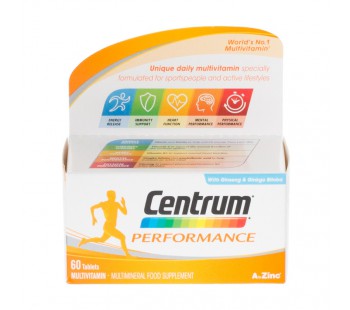 World's No.1
Multivitamin†
Unique daily multivitamin specially
formulated for sportspeople and active lifestyles
ENERGY
RELEASE
IMMUNITY
SUPPORT
HEART
FUNCTION
MENTAL
PERFORMANCE
PHYSICAL
PERFORMANCE
With Ginseng & Ginkgo Biloba
Centrum®
PERFORMANCE
60 Tablets
MULTIVITAMIN - MULTIMINERAL FOOD SUPPLEMENT
A to Zinc®